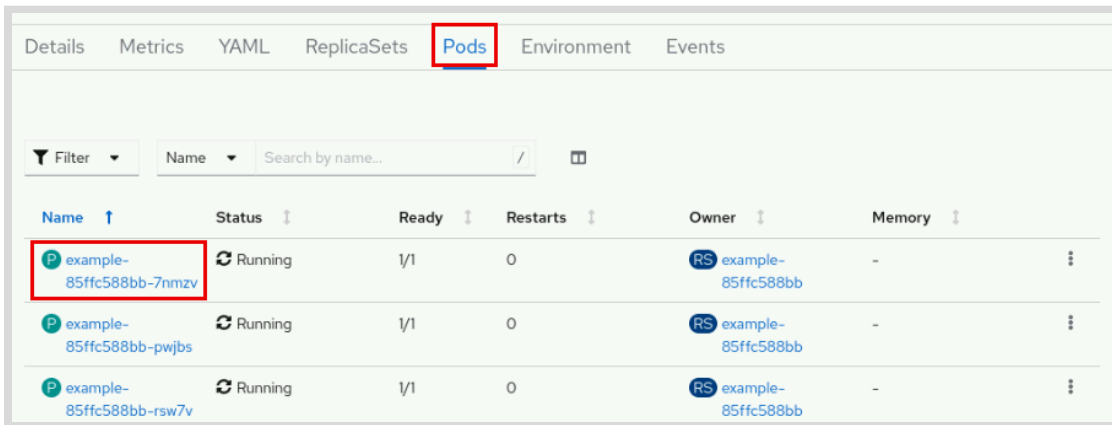 Details Metrics YAML ReplicaSets Pods Environment Events
Filter Name Search by name... /
Name Status Ready Restarts Owner Memory
P example- Running 1/1 0 RS example- -
85ffc588bb-7nmzv 85ffc588bb
P example- Running 1/1 0 RS example- -
85ffc588bb-pwjbs 85ffc588bb
P example- Running 1/1 0 RS example- -
85ffc588bb-rsw7v 85ffc588bb